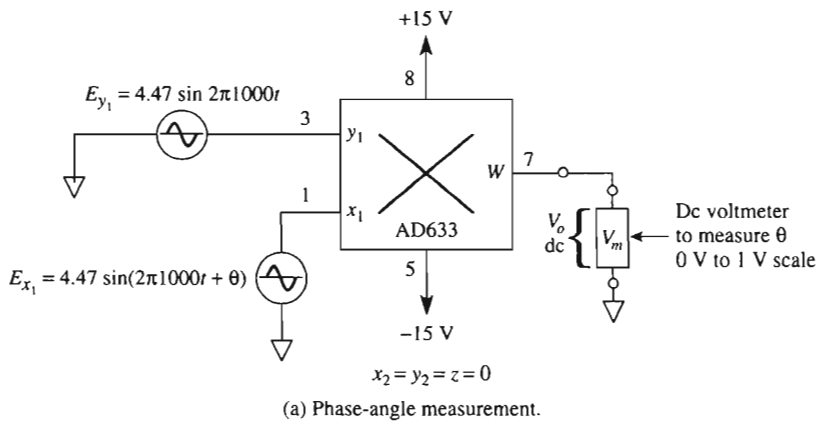 +15 V
8
E_{y_1} = 4.47 sin 2π1000t
3
y_1
W
7
1
x_1
AD633
V_o
dc
V_m
Dc voltmeter
to measure θ
0 V to 1 V scale
5
E_{x_1} = 4.47 sin(2π1000t + θ)
−15 V
x_2 = y_2 = z = 0
(a) Phase-angle measurement.